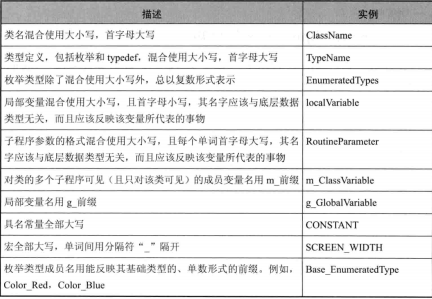 描述 实例
类名混合使用大小写，首字母大写 ClassName
类型定义，包括枚举和typedef，混合使用大小写，首字母大写 TypeName
枚举类型除了混合使用大小写外，总以复数形式表示 EnumeratedTypes
局部变量混合使用大小写，且首字母小写，其名字应该与底层数据 localVariable
类型无关，而且应该反映该变量所代表的事物
子程序参数的格式混合使用大小写，且每个单词首字母大写，其名 RoutineParameter
字应该与底层数据类型无关，而且应该反映该变量所代表的事物
对类的多个子程序可见（且只对该类可见）的成员变量名用m_前缀 m_ClassVariable
局部变量名用g_前缀 g_GlobalVariable
具名常量全部大写 CONSTANT
宏全部大写，单词间用分隔符“_”隔开 SCREEN_WIDTH
枚举类型成员名用能反映其基础类型的、单数形式的前缀。例如， Base_EnumeratedType
Color_Red，Color_Blue